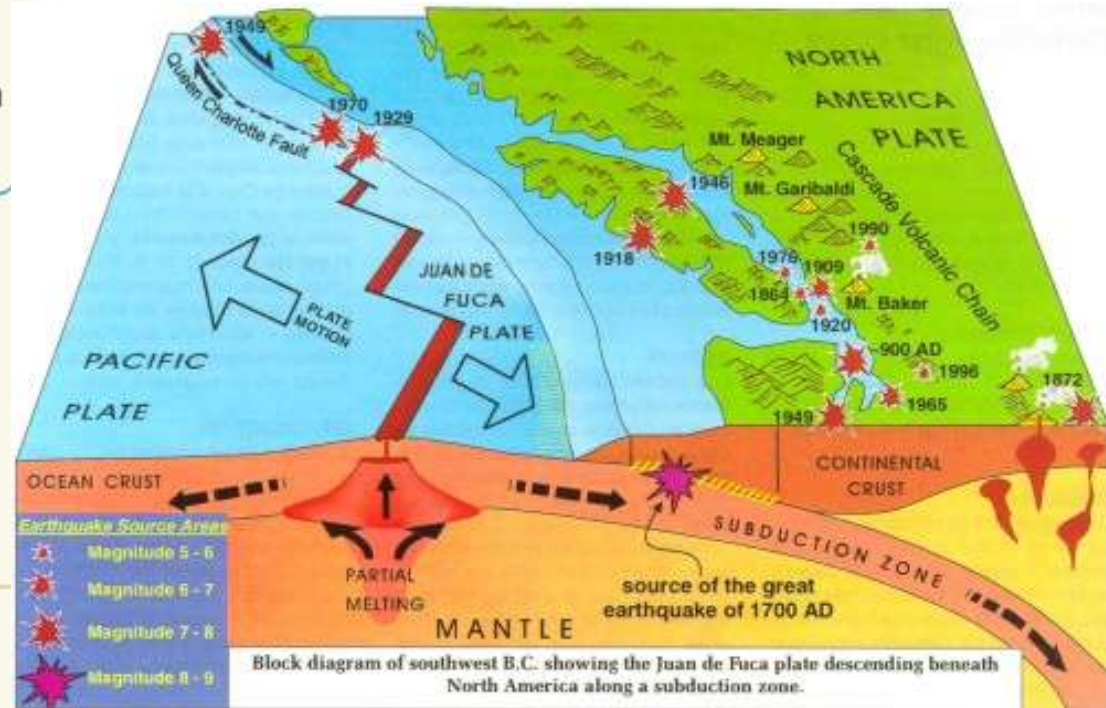 1949
Queen Charlotte Fault
1970
1929
NORTH
AMERICA
PLATE
Mt. Meager
Mt. Garibaldi
Cascade Volcanic Chain
1946
1918
1990
1976
1909
1864
Mt. Baker
1920
JUAN DE
FUCA
PLATE
PLATE
MOTION
PACIFIC
PLATE
~900 AD
1996
1965
1949
1872
OCEAN CRUST
CONTINENTAL
CRUST
SUBDUCTION ZONE
PARTIAL
MELTING
source of the great
earthquake of 1700 AD
MANTLE
Earthquake Source Areas
Magnitude 5 - 6
Magnitude 6 - 7
Magnitude 7 - 8
Magnitude 8 - 9
Block diagram of southwest B.C. showing the Juan de Fuca plate descending beneath
North America along a subduction zone.